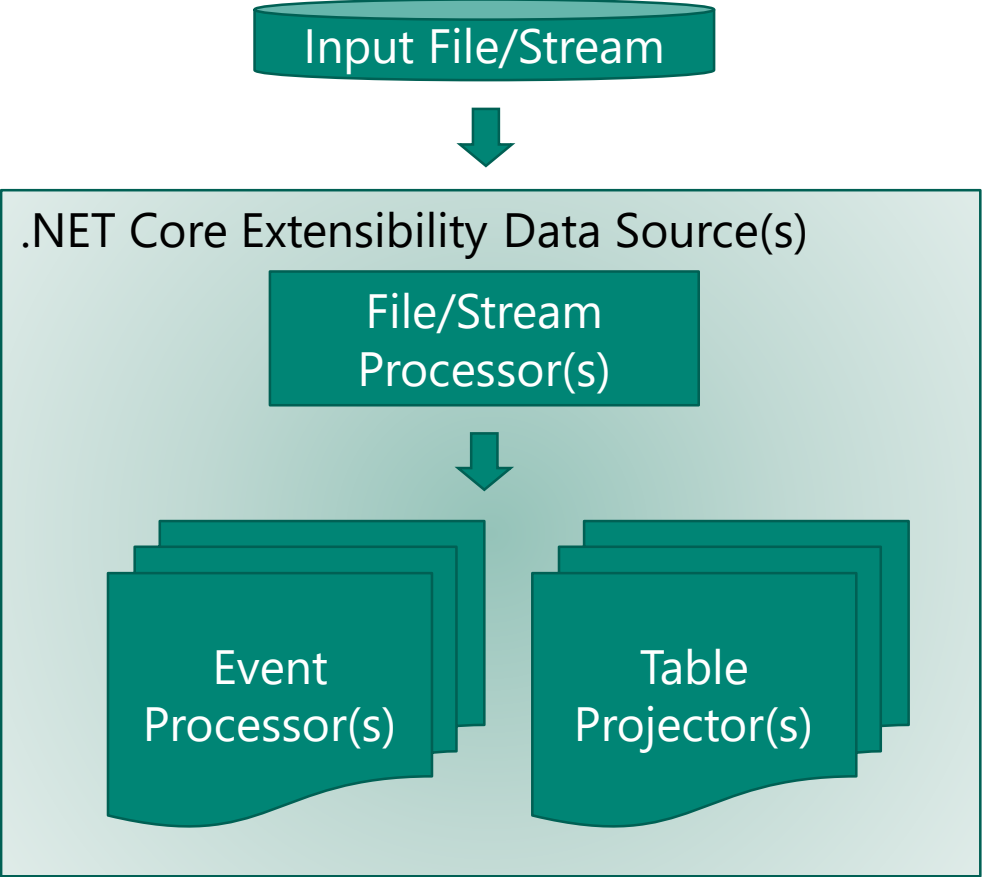 Input File/Stream
.NET Core Extensibility Data Source(s)
File/Stream
Processor(s)
Event
Processor(s)
Table
Projector(s)